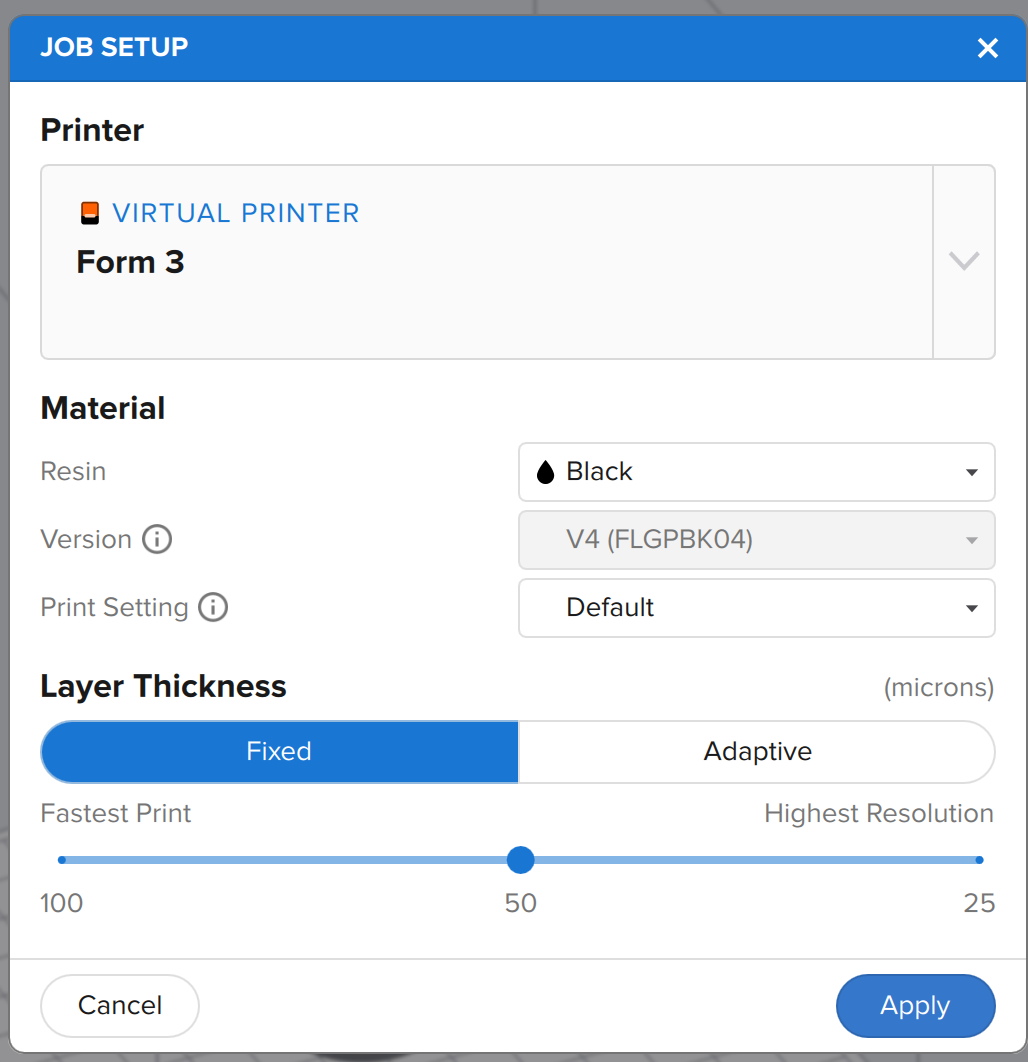 JOB SETUP
Printer
VIRTUAL PRINTER
Form 3
Material
Resin Black
Version V4 (FLGPBK04)
Print Setting Default
Layer Thickness (microns)
Fixed Adaptive
Fastest Print Highest Resolution
100 50 25
Cancel Apply